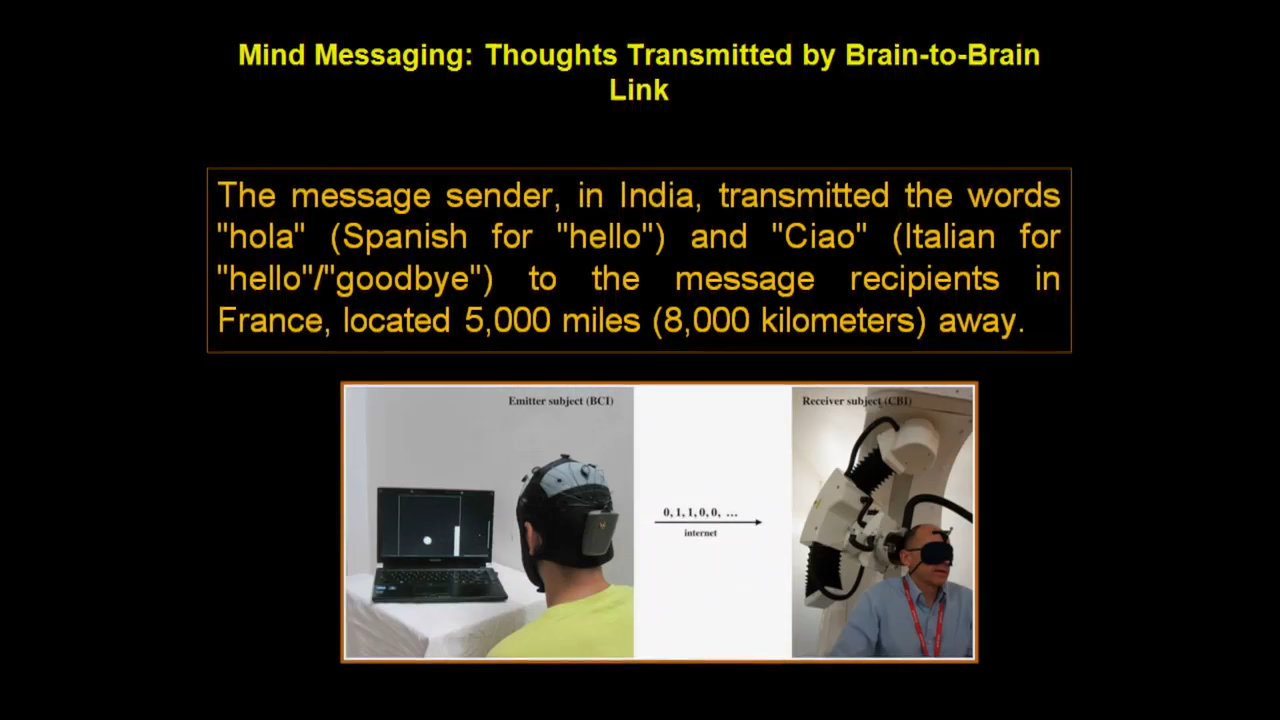 Mind Messaging: Thoughts Transmitted by Brain-to-Brain
Link
The message sender, in India, transmitted the words
"hola" (Spanish for "hello") and "Ciao" (Italian for
"hello"/"goodbye") to the message recipients in
France, located 5,000 miles (8,000 kilometers) away.
Emitter subject (BCI)
Receiver subject (CBI)
0, 1, 1, 0, 0, ...
internet